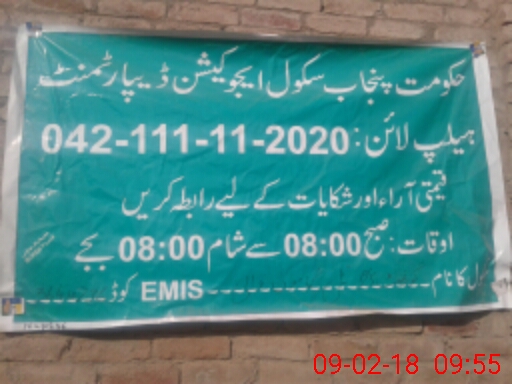 حکومت پنجاب سکول ایجوکیشن ڈیپارٹمنٹ
ہیلپ لائن: 042-111-11-2020
قیمتی آراء اور شکایات کے لیے رابطہ کریں
اوقات: صبح 08:00 سے شام 08:00 بجے
سکول کا نام EMIS کوڈ
09-02-18 09:55